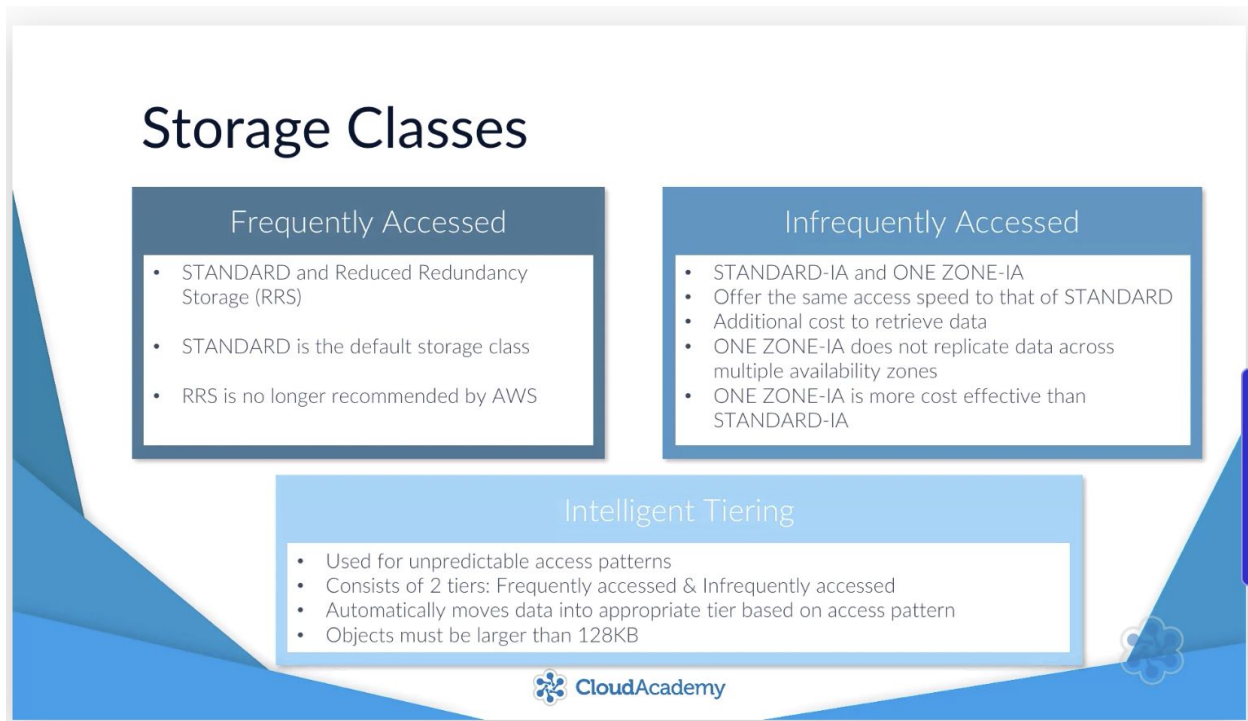 Storage Classes
Frequently Accessed
• STANDARD and Reduced Redundancy
Storage (RRS)
• STANDARD is the default storage class
• RRS is no longer recommended by AWS
Infrequently Accessed
• STANDARD-IA and ONE ZONE-IA
• Offer the same access speed to that of STANDARD
• Additional cost to retrieve data
• ONE ZONE-IA does not replicate data across
multiple availability zones
• ONE ZONE-IA is more cost effective than
STANDARD-IA
Intelligent Tiering
• Used for unpredictable access patterns
• Consists of 2 tiers: Frequently accessed & Infrequently accessed
• Automatically moves data into appropriate tier based on access pattern
• Objects must be larger than 128KB
CloudAcademy